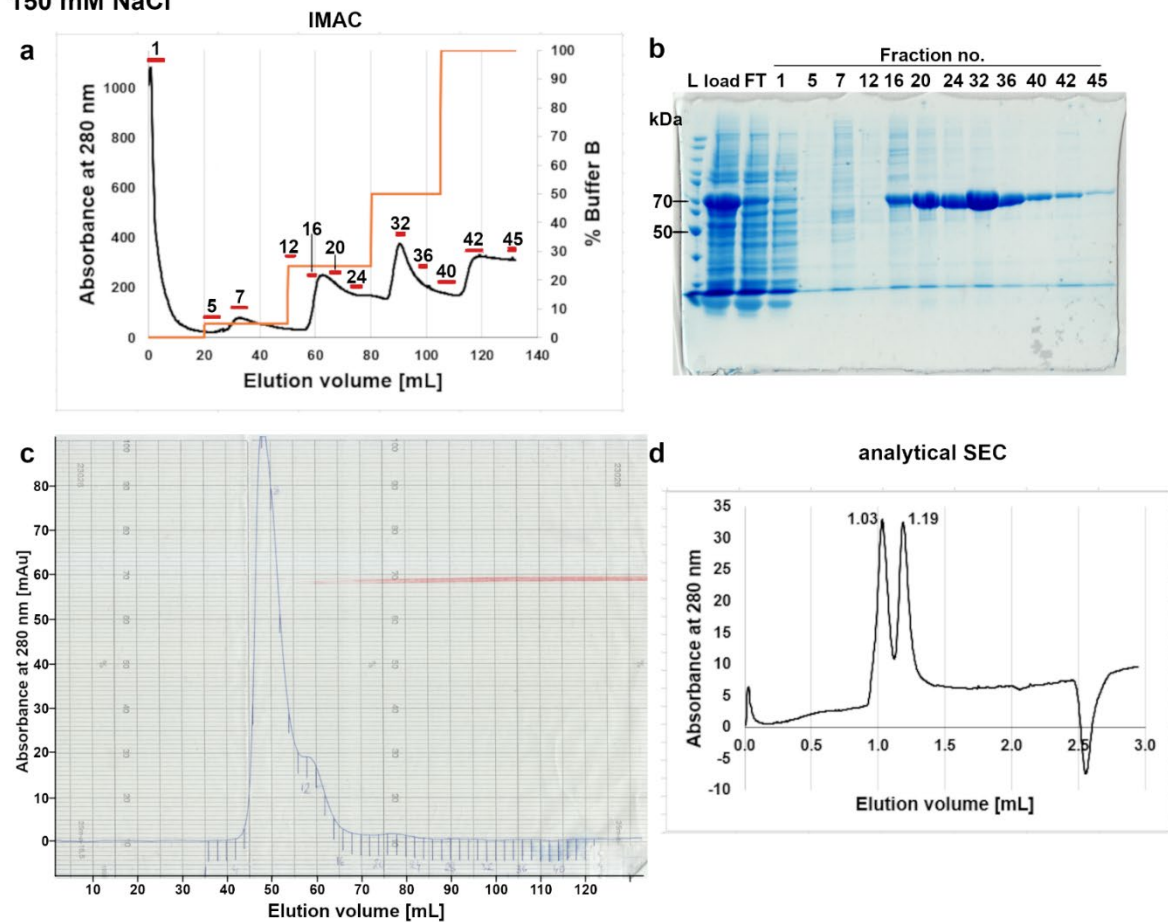 150 mM NaCl
IMAC
a
1
5
7
12
16
20
24
32
36
40
42
45
1000
800
600
400
200
0
100
90
80
70
60
50
40
30
20
10
0
0 20 40 60 80 100 120 140
Absorbance at 280 nm
% Buffer B
Elution volume [mL]
b
Fraction no.
L load FT 1 5 7 12 16 20 24 32 36 40 42 45
kDa
70
50
c
80
70
60
50
40
30
20
10
0
10 20 30 40 50 60 70 80 90 100 110 120
Absorbance at 280 nm [mAu]
Elution volume [mL]
d
analytical SEC
1.03
1.19
35
30
25
20
15
10
5
0
-5
-10
0.0 0.5 1.0 1.5 2.0 2.5 3.0
Absorbance at 280 nm
Elution volume [mL]